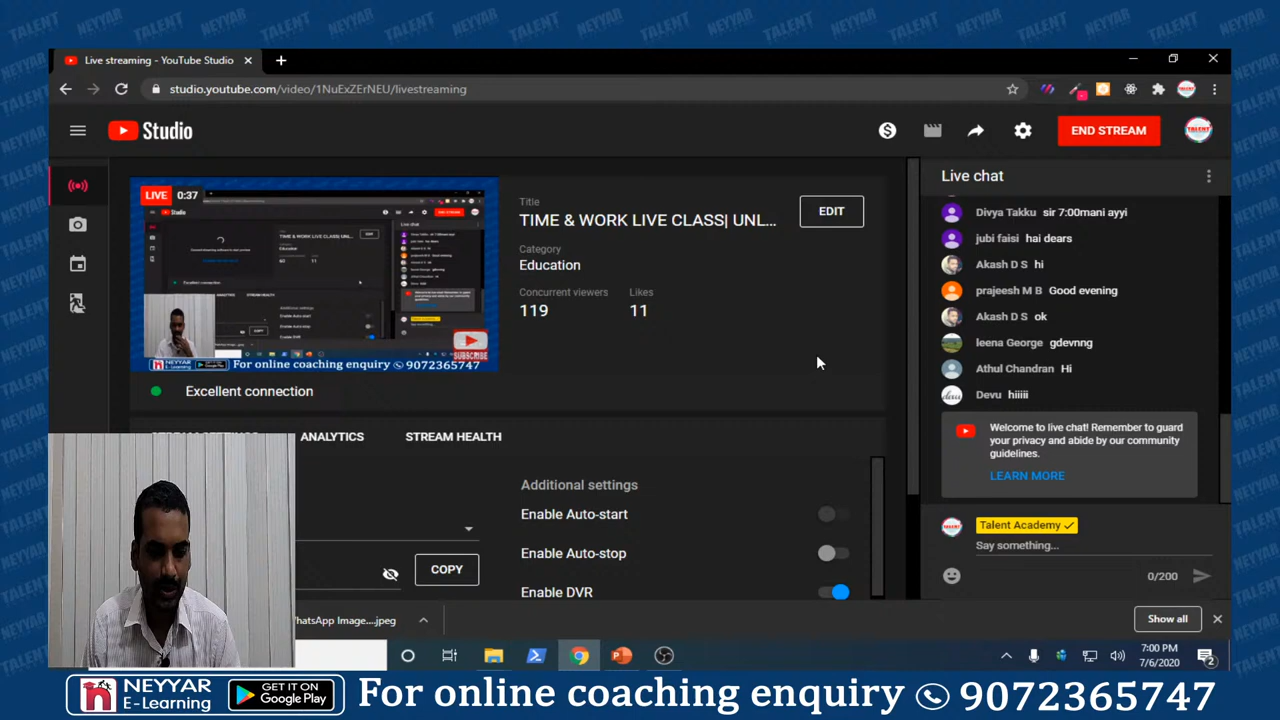 Live streaming - YouTube Studio
studio.youtube.com/video/1NuExZErNEU/livestreaming
Studio
END STREAM
TALENT
LIVE 0:37
SUBSCRIBE
For online coaching enquiry 9072365747
Title
TIME & WORK LIVE CLASS| UNL...
EDIT
Category
Education
Concurrent viewers
Likes
119
11
Excellent connection
ANALYTICS
STREAM HEALTH
Additional settings
Enable Auto-start
Enable Auto-stop
Enable DVR
COPY
Live chat
Divya Takku sir 7:00mani ayyi
jubi faisi hai dears
Akash D S hi
prajeesh M B Good evening
Akash D S ok
leena George gdevnng
Athul Chandran Hi
Devu hiiiii
Welcome to live chat! Remember to guard
your privacy and abide by our community
guidelines.
LEARN MORE
Talent Academy
Say something...
0/200
hatsApp Image....jpeg
Show all
7:00 PM
7/6/2020
2
NEYYAR
E-Learning
GET IT ON
Google Play
For online coaching enquiry 9072365747